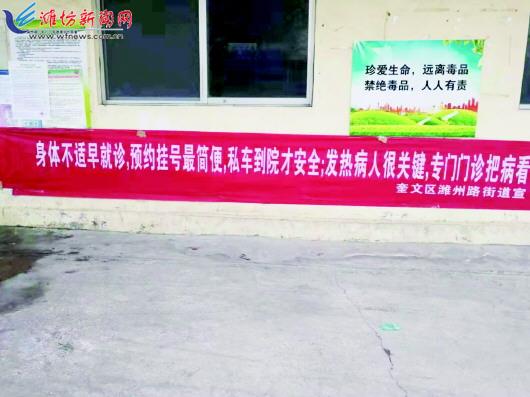 潍坊新闻网
www.wfnews.com.cn
珍爱生命，远离毒品
禁绝毒品，人人有责
身体不适早就诊,预约挂号最简便,私车到院才安全;发热病人很关键,专门门诊把病看
奎文区潍州路街道宣